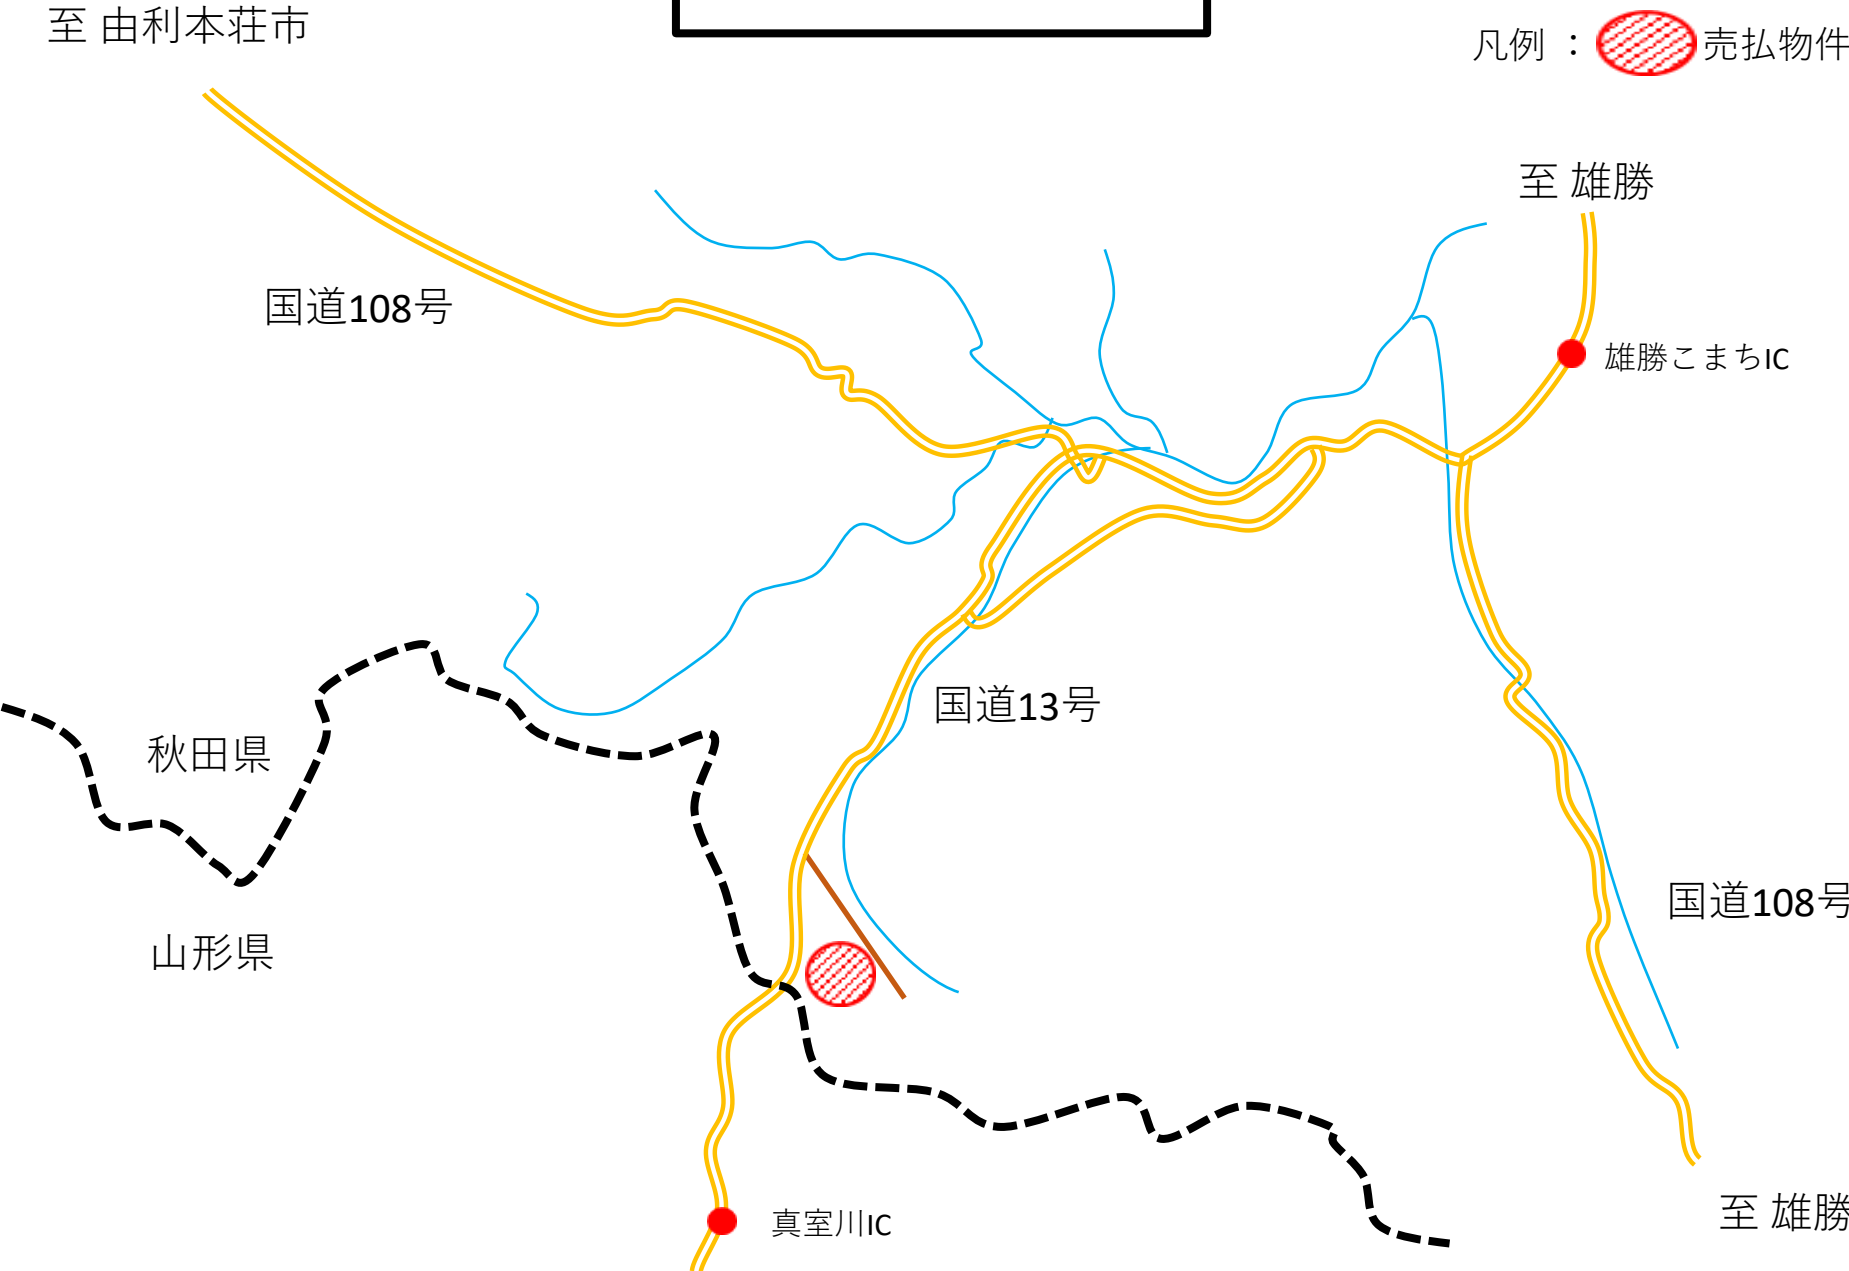 至 由利本荘市
凡例 ： 売払物件
至 雄勝
国道108号
雄勝こまちIC
国道13号
秋田県
国道108号
山形県
至 雄勝
真室川IC